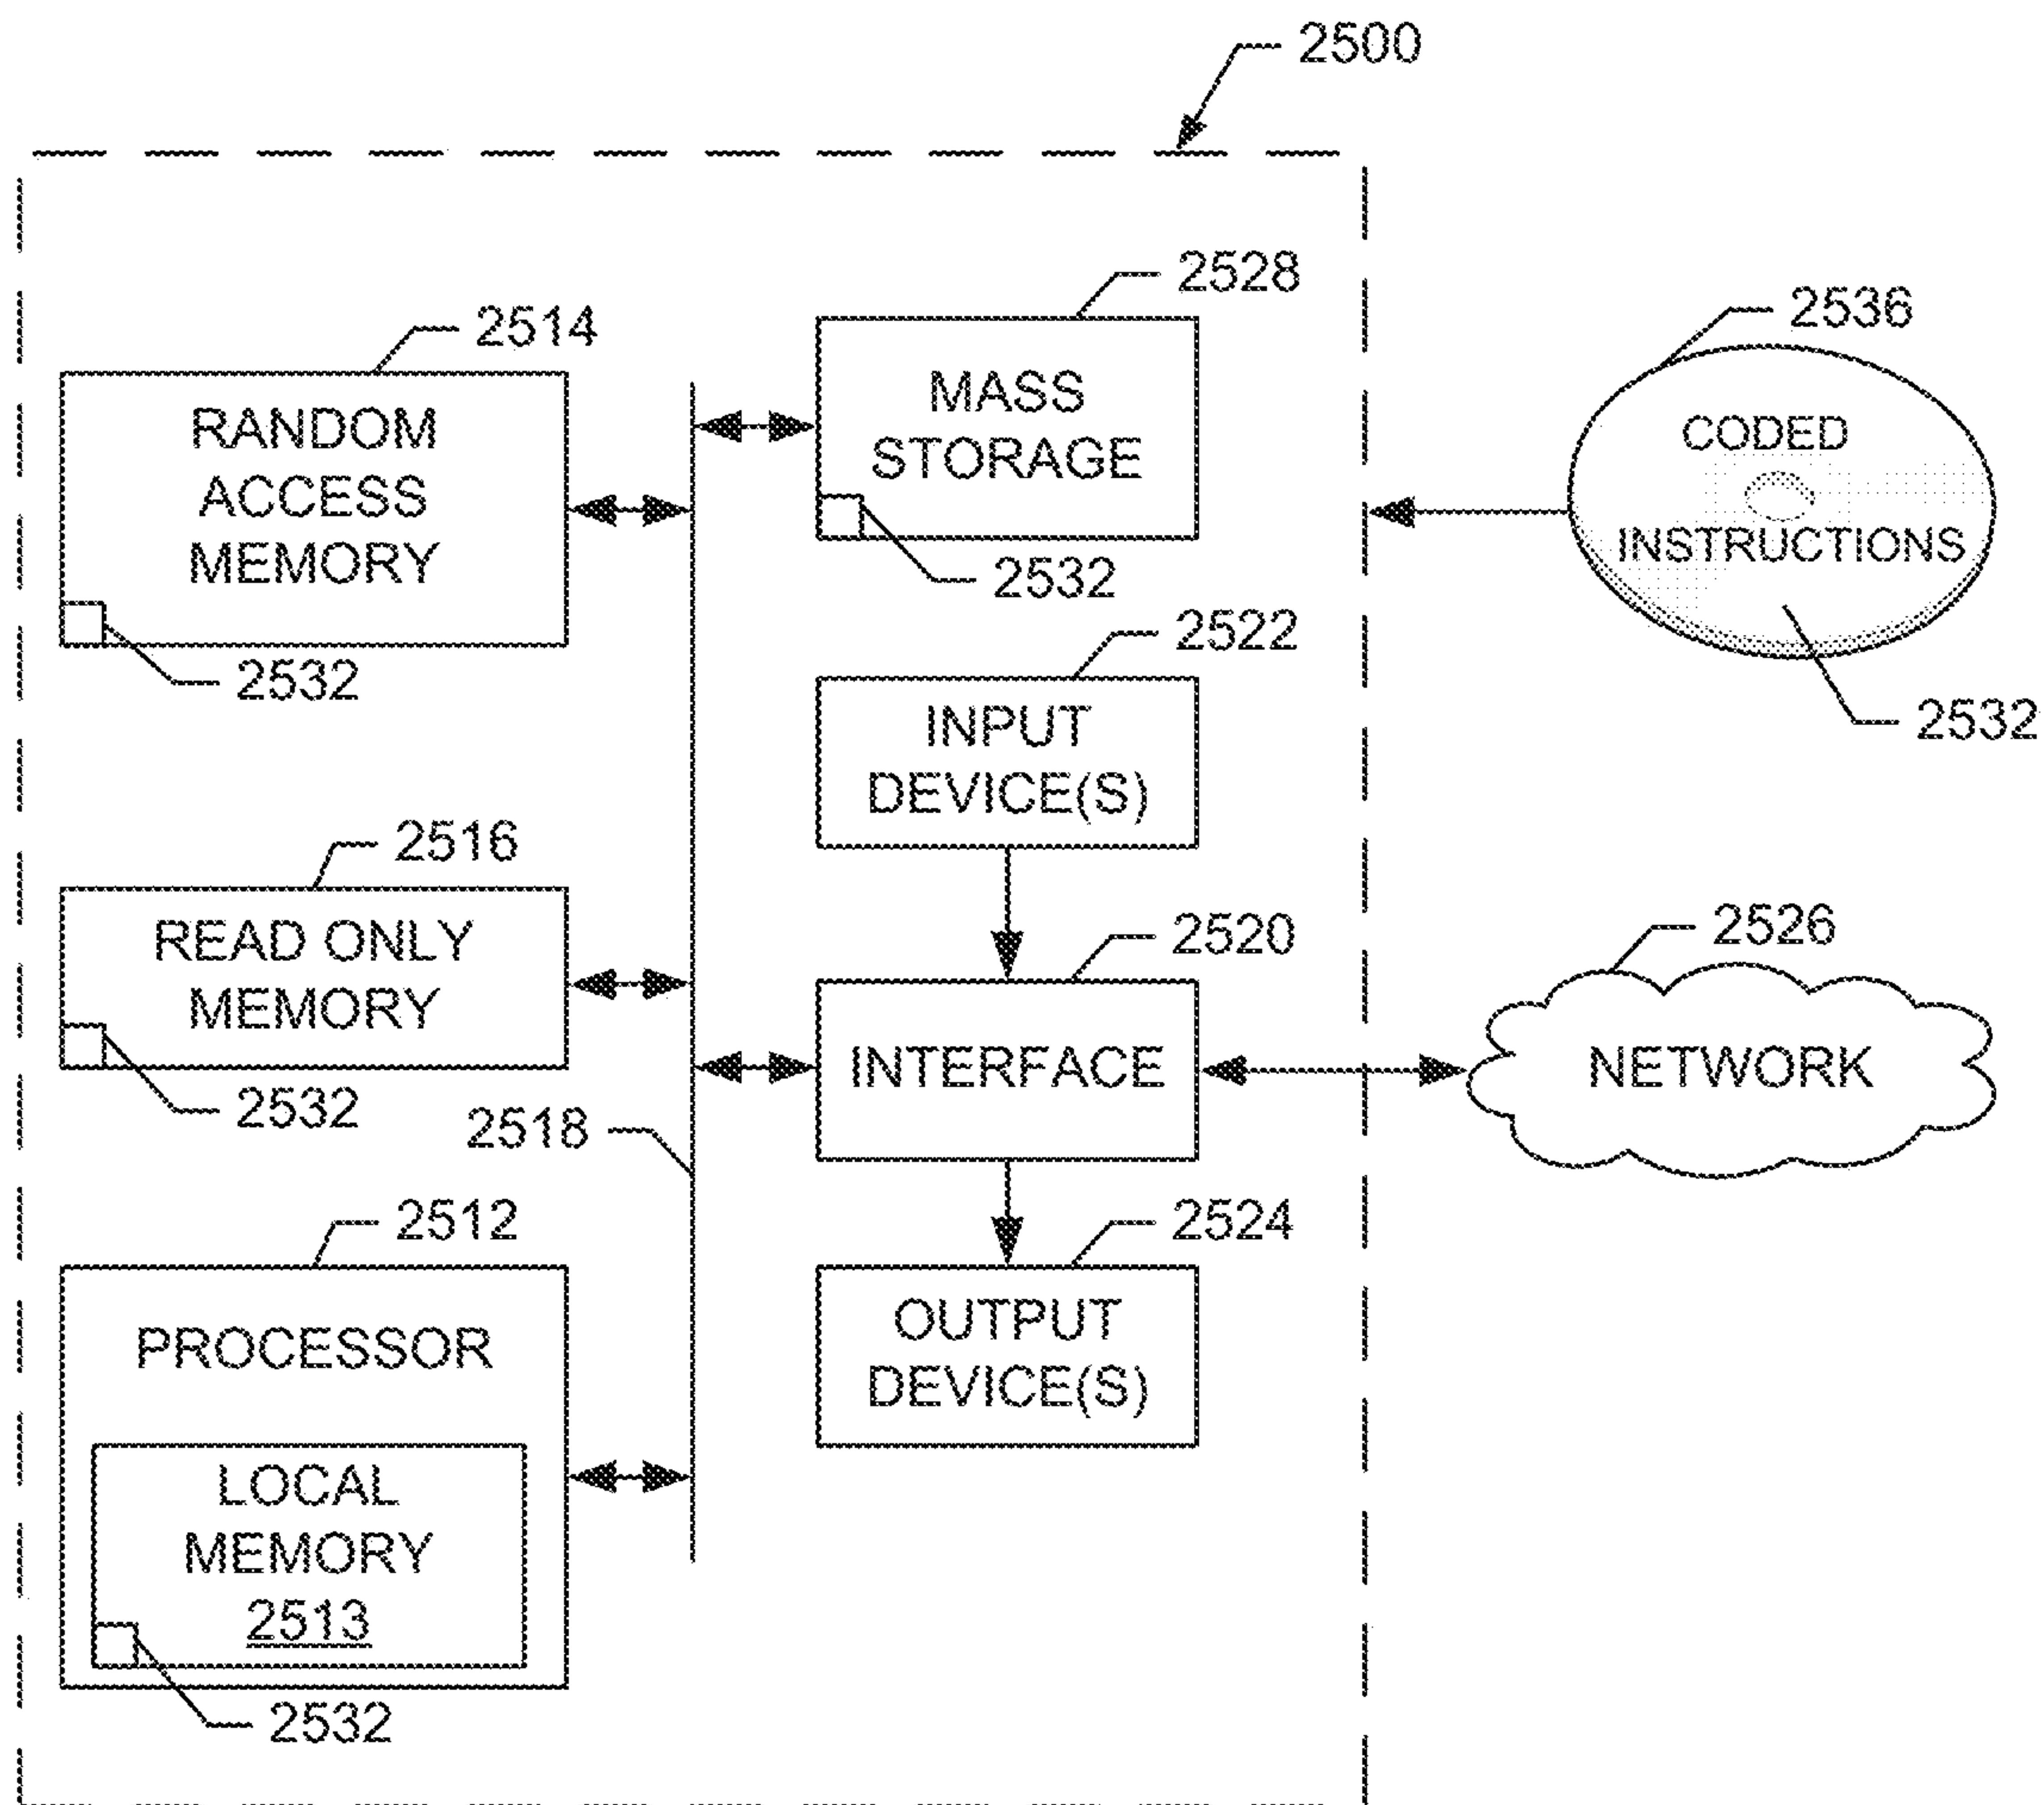 2500
2514
RANDOM
ACCESS
MEMORY
2532
2528
MASS
STORAGE
2532
2536
CODED
INSTRUCTIONS
2532
2522
INPUT
DEVICE(S)
2516
READ ONLY
MEMORY
2532
2518
2520
INTERFACE
2526
NETWORK
2512
PROCESSOR
LOCAL
MEMORY
2513
2532
2524
OUTPUT
DEVICE(S)